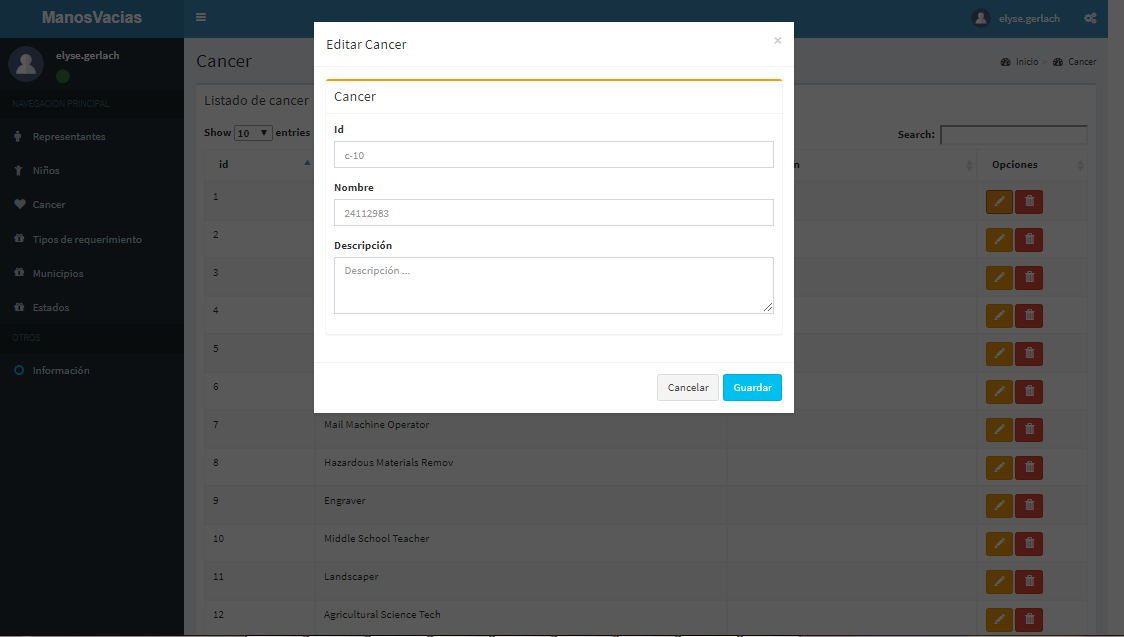 ManosVacias
elyse.gerlach
elyse.gerlach
NAVEGACIÓN PRINCIPAL
Representantes
Niños
Cancer
Tipos de requerimiento
Municipios
Estados
OTROS
Información
Cancer
Inicio > Cancer
Listado de cancer
Show 10 entries
Search:
id
n
Opciones
1
2
3
4
5
6
7 Mail Machine Operator
8 Hazardous Materials Remov
9 Engraver
10 Middle School Teacher
11 Landscaper
12 Agricultural Science Tech
Editar Cancer
×
Cancer
Id
c-10
Nombre
24112983
Descripción
Descripción ...
Cancelar
Guardar